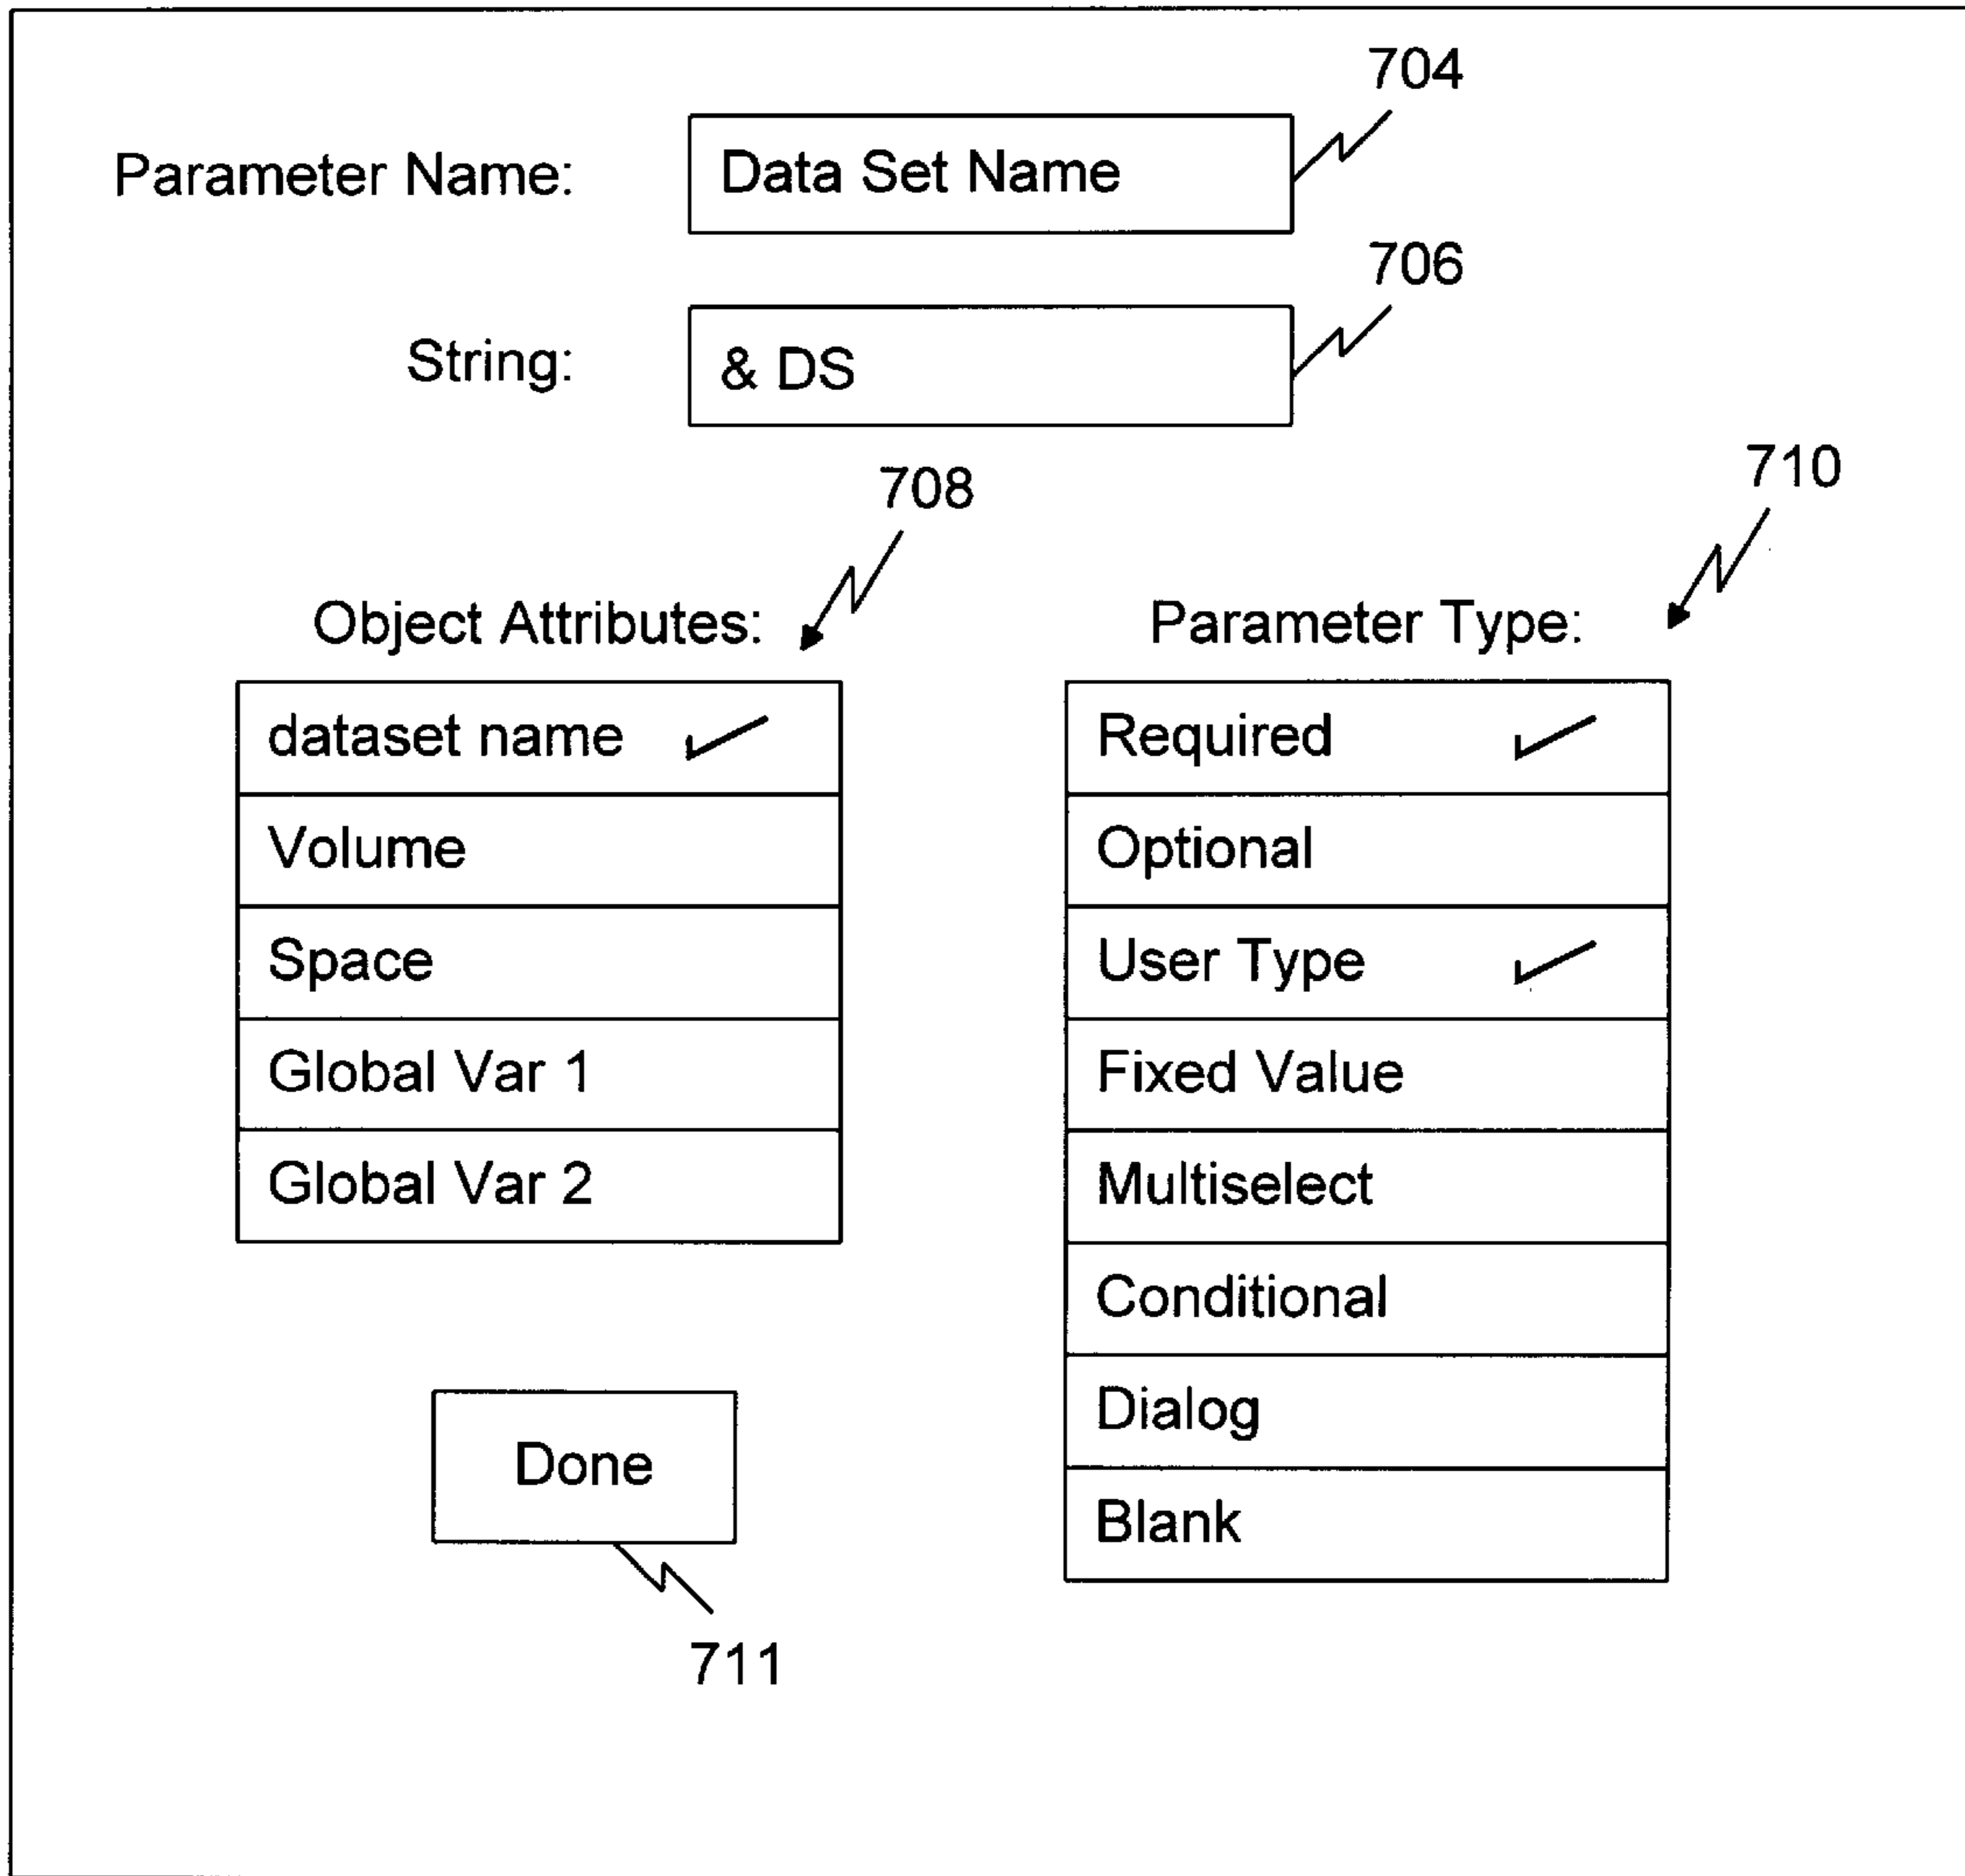 704
Parameter Name: Data Set Name
706
String: & DS
708
710
Object Attributes: Parameter Type:
dataset name ✓ Required ✓
Volume Optional
Space User Type ✓
Global Var 1 Fixed Value
Global Var 2 Multiselect
Conditional
Done Dialog
Blank
711